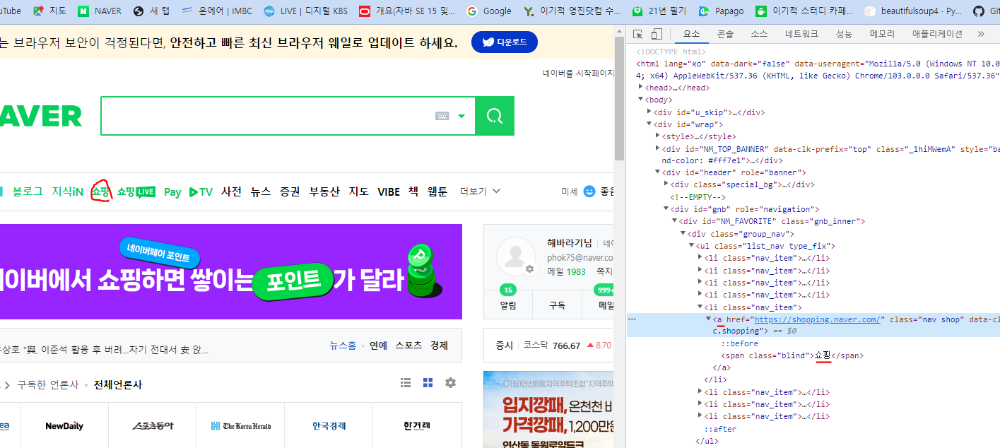 uTube 지도 NAVER 새 탭 온에어 | iMBC LIVE | 디지털 KBS 개요(자바 SE 15 및... Google 이기적 영진닷컴 수... 21년 필기 Papago 이기적 스터디 카페... beautifulsoup4 · Py... Git
는 브라우저 보안이 걱정된다면, 안전하고 빠른 최신 브라우저 웨일로 업데이트 하세요. 다운로드
네이버를 시작페이지
AVER
블로그 지식iN 쇼핑 쇼핑 LIVE Pay TV 사전 뉴스 증권 부동산 지도 VIBE 책 웹툰 더보기 미세 좋음
네이버페이 포인트
네이버에서 쇼핑하면 쌓이는 포인트가 달라
해바라기님
phok75@naver.co
메일 1983 쪽지
15 999+
알림 구독 메일
우상호 "與, 이준석 활용 후 버려...차기 전대서 安 앉... 뉴스홈 연예 스포츠 경제
증시 코스닥 766.67 8.70
구독한 언론사 전체언론사
NewDaily 스포츠동아 The Korea Herald 한국경제 한겨레
(가칭)연산8동지역주택조합"지역주택
입지깡패, 온천천
가격깡패, 1,200만원
요소 콘솔 소스 네트워크 성능 메모리 애플리케이션 »
<!DOCTYPE html>
<html lang="ko" data-dark="false" data-useragent="Mozilla/5.0 (Windows NT 10.0
4; x64) AppleWebKit/537.36 (KHTML, like Gecko) Chrome/103.0.0.0 Safari/537.36"
<head>…</head>
<body>
<div id="u_skip">…</div>
<div id="wrap">
<style>…</style>
<div id="NM_TOP_BANNER" data-clk-prefix="top" class="_1hiMWemA" style="ba
nd-color: #fff7e1">…</div>
<div id="header" role="banner">
<div class="special_bg">…</div>
<!--EMPTY-->
<div id="gnb" role="navigation">
<div id="NM_FAVORITE" class="gnb_inner">
<div class="group_nav">
<ul class="list_nav type_fix">
<li class="nav_item">…</li>
<li class="nav_item">…</li>
<li class="nav_item">…</li>
<li class="nav_item">…</li>
<li class="nav_item">
<a href="https://shopping.naver.com/" class="nav shop" data-cl
c.shopping"> == $0
::before
<span class="blind">쇼핑</span>
</a>
</li>
<li class="nav_item">…</li>
<li class="nav_item">…</li>
<li class="nav_item">…</li>
::after
</ul>